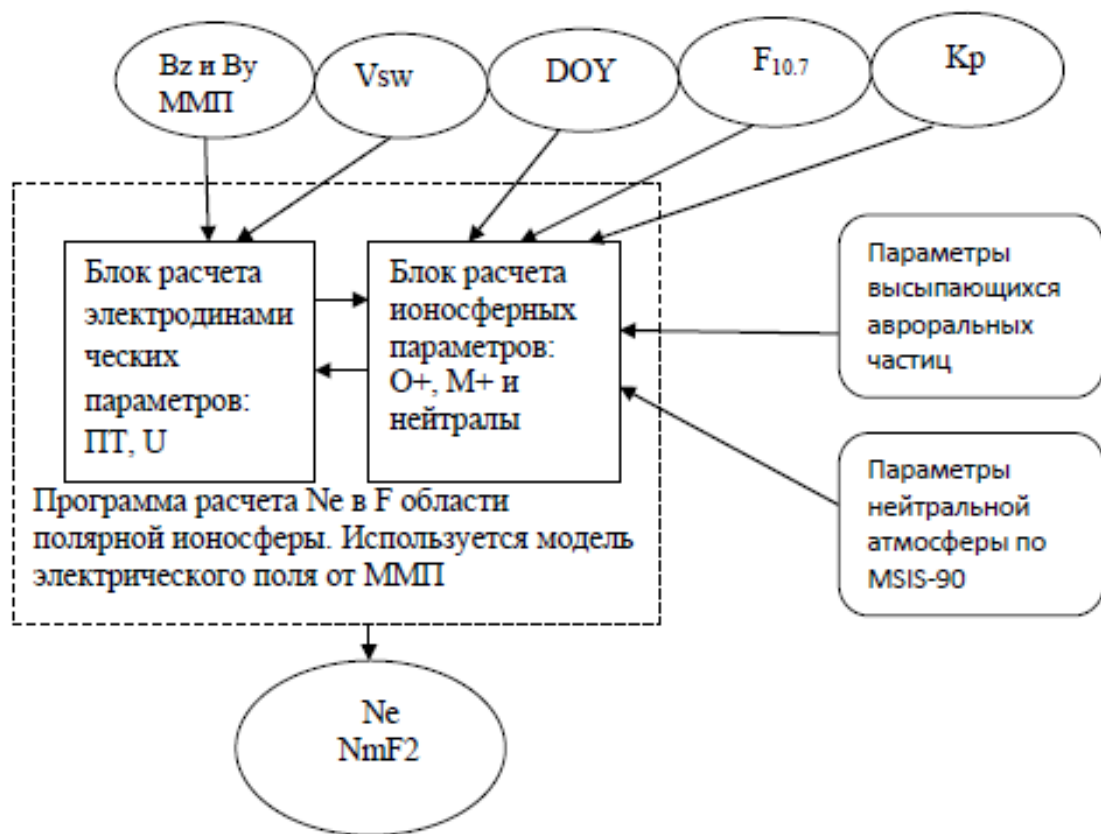 Bz и By
ММП
Vsw
DOY
F10.7
Kp
Блок расчета
электродинами
ческих
параметров:
ПТ, U
Блок расчета
ионосферных
параметров:
O+, M+ и
нейтралы
Параметры
высыпающихся
авроральных
частиц
Параметры
нейтральной
атмосферы по
MSIS-90
Программа расчета Ne в F области
полярной ионосферы. Используется модель
электрического поля от ММП
Ne
NmF2